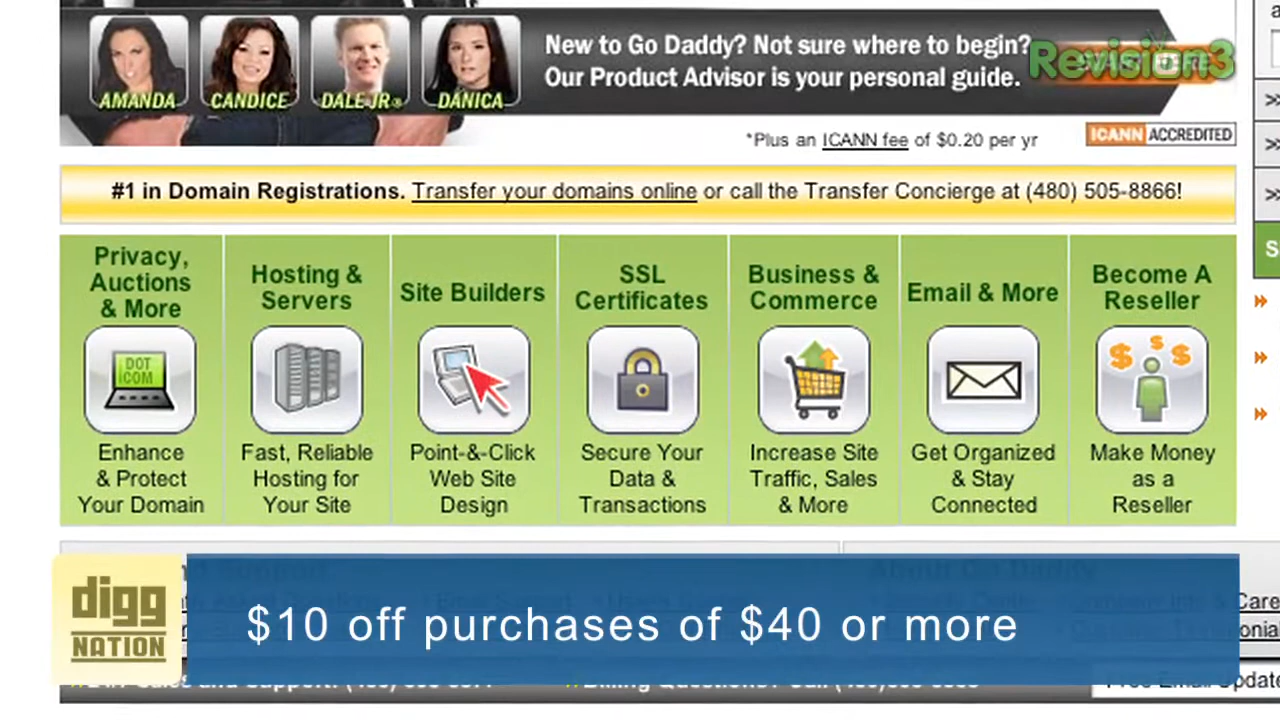 New to Go Daddy? Not sure where to begin?
Our Product Advisor is your personal guide.
Revision3
AMANDA CANDICE DALE JR® DANICA
*Plus an ICANN fee of $0.20 per yr
ICANN ACCREDITED
#1 in Domain Registrations. Transfer your domains online or call the Transfer Concierge at (480) 505-8866!
Privacy,
Auctions
& More
DOT
COM
Enhance
& Protect
Your Domain
Hosting &
Servers
Fast, Reliable
Hosting for
Your Site
Site Builders
Point-&-Click
Web Site
Design
SSL
Certificates
Secure Your
Data &
Transactions
Business &
Commerce
Increase Site
Traffic, Sales
& More
Email & More
Get Organized
& Stay
Connected
Become A
Reseller
$ $ $
Make Money
as a
Reseller
digg
NATION
$10 off purchases of $40 or more